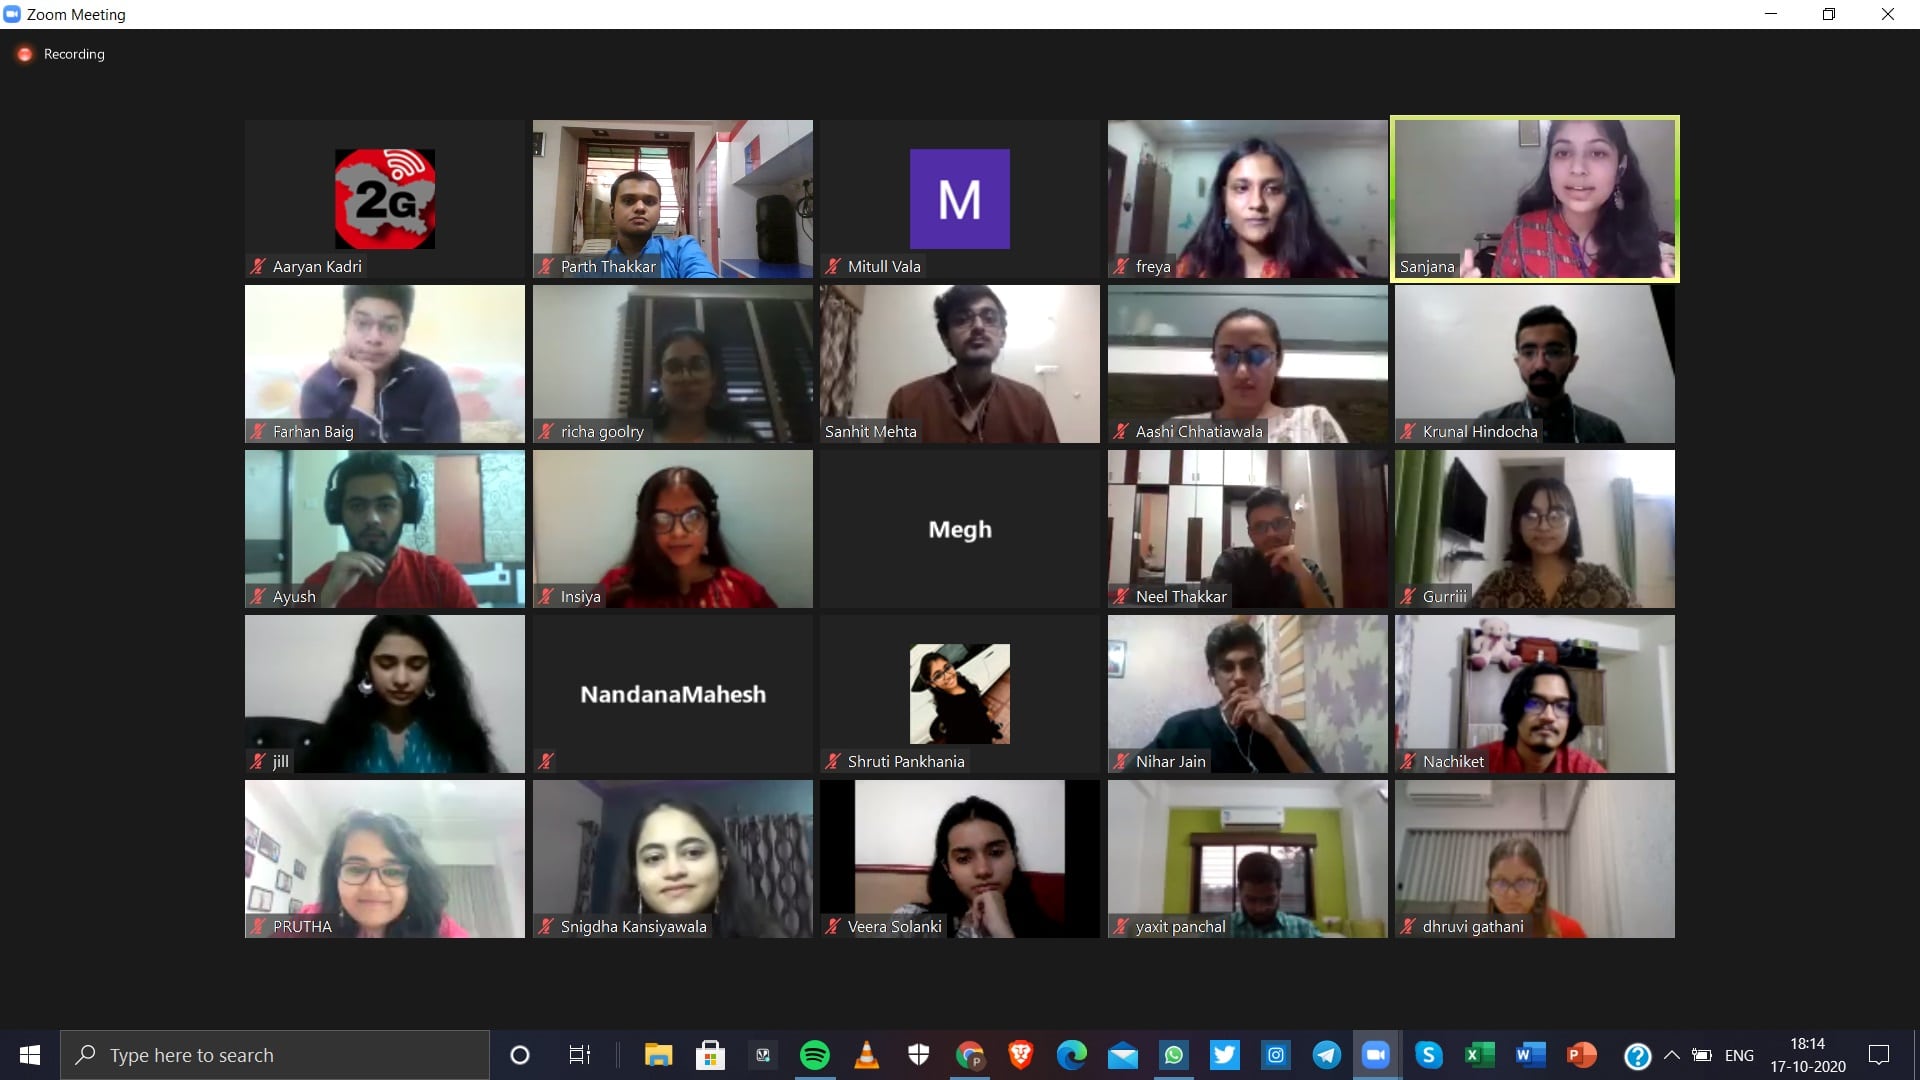 Zoom Meeting
Recording
2G
Aaryan Kadri
Parth Thakkar
M
Mitull Vala
freya
Sanjana
Farhan Baig
richa goolry
Sanhit Mehta
Aashi Chhatiawala
Krunal Hindocha
Ayush
Insiya
Megh
Neel Thakkar
Gurriii
jill
NandanaMahesh
Shruti Pankhania
Nihar Jain
Nachiket
PRUTHA
Snigdha Kansiyawala
Veera Solanki
yaxit panchal
dhruvi gathani
Type here to search
P
S
X
W
P
?
ENG
18:14
17-10-2020